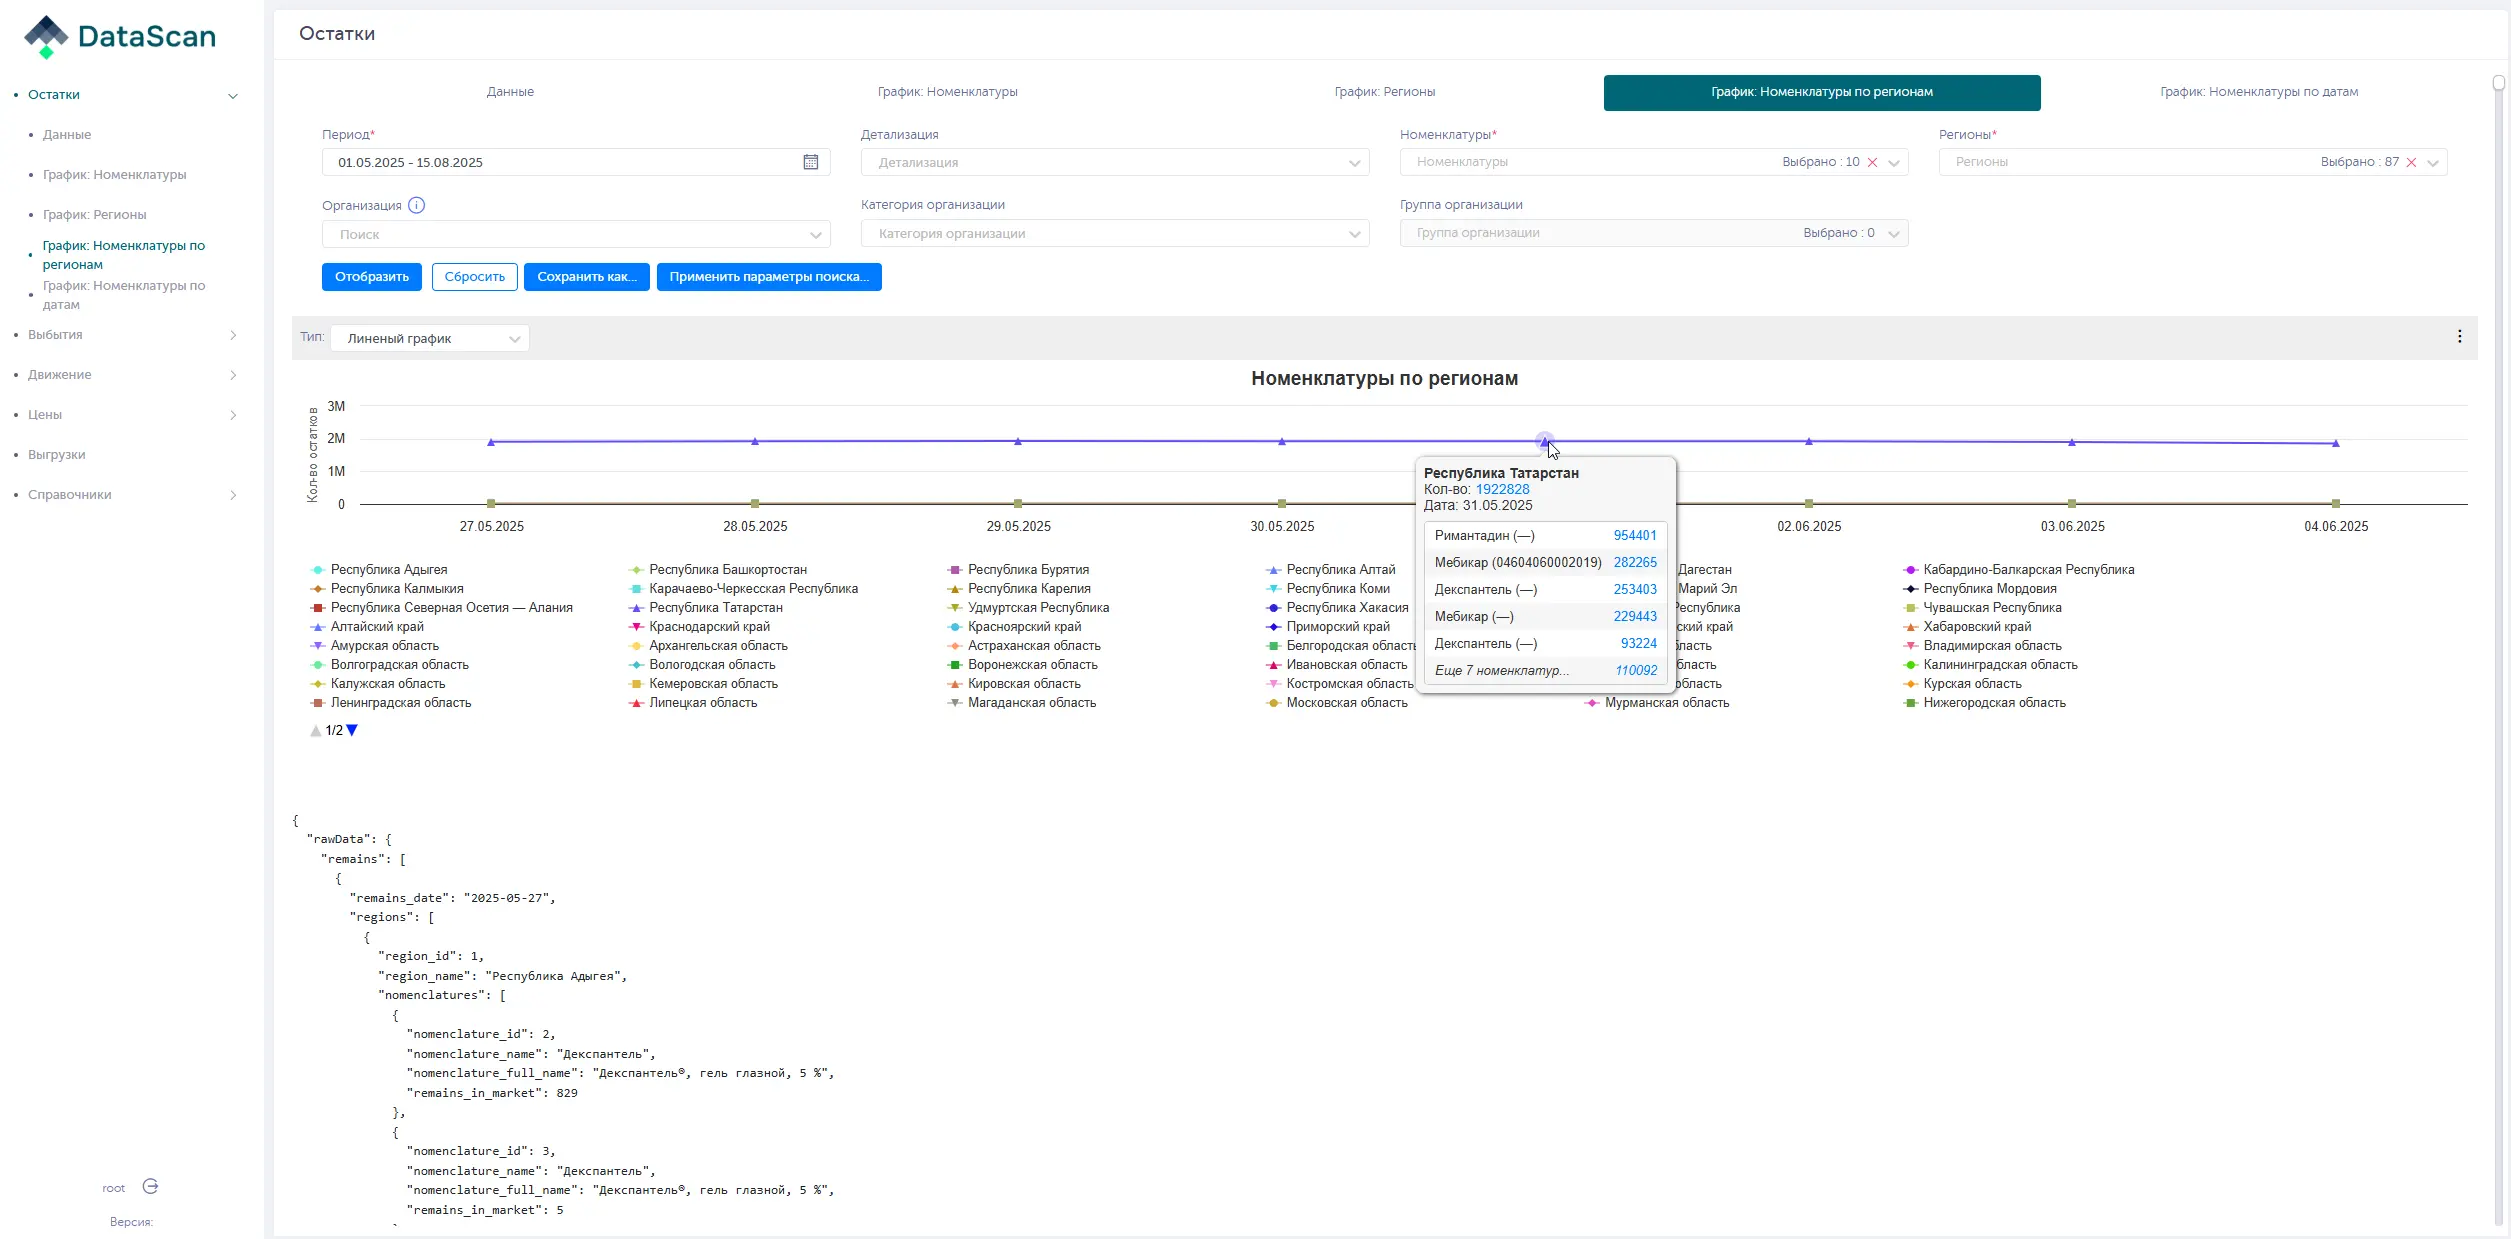 DataScan
Остатки
Данные
График: Номенклатуры
График: Регионы
График: Номенклатуры по
регионам
График: Номенклатуры по
датам
Выбытия
Движение
Цены
Выгрузки
Справочники
root
Версия:
Остатки
Данные График: Номенклатуры График: Регионы График: Номенклатуры по регионам График: Номенклатуры по датам
Период* Детализация Номенклатуры* Регионы*
01.05.2025 - 15.08.2025 Детализация Номенклатуры Выбрано : 10 Регионы Выбрано : 87
Организация Категория организации Группа организации
Поиск Категория организации Группа организации Выбрано : 0
Отобразить Сбросить Сохранить как... Применить параметры поиска...
Тип: Линеный график
Номенклатуры по регионам
Кол-во остатков
3M
2M
1M
0
27.05.2025 28.05.2025 29.05.2025 30.05.2025 02.06.2025 03.06.2025 04.06.2025
Республика Татарстан
Кол-во: 1922828
Дата: 31.05.2025
Римантадин (—) 954401
Мебикар (04604060002019) 282265
Декспантель (—) 253403
Мебикар (—) 229443
Декспантель (—) 93224
Еще 7 номенклатур... 110092
Республика Адыгея Республика Башкортостан Республика Бурятия Республика Алтай Дагестан Кабардино-Балкарская Республика
Республика Калмыкия Карачаево-Черкесская Республика Республика Карелия Республика Коми Марий Эл Республика Мордовия
Республика Северная Осетия — Алания Республика Татарстан Удмуртская Республика Республика Хакасия Республика Чувашская Республика
Алтайский край Краснодарский край Красноярский край Приморский край ский край Хабаровский край
Амурская область Архангельская область Астраханская область Белгородская область бласть Владимирская область
Волгоградская область Вологодская область Воронежская область Ивановская область бласть Калининградская область
Калужская область Кемеровская область Кировская область Костромская область область Курская область
Ленинградская область Липецкая область Магаданская область Московская область Мурманская область Нижегородская область
1/2
{
"rawData": {
"remains": [
{
"remains_date": "2025-05-27",
"regions": [
{
"region_id": 1,
"region_name": "Республика Адыгея",
"nomenclatures": [
{
"nomenclature_id": 2,
"nomenclature_name": "Декспантель",
"nomenclature_full_name": "Декспантель®, гель глазной, 5 %",
"remains_in_market": 829
},
{
"nomenclature_id": 3,
"nomenclature_name": "Декспантель",
"nomenclature_full_name": "Декспантель®, гель глазной, 5 %",
"remains_in_market": 5